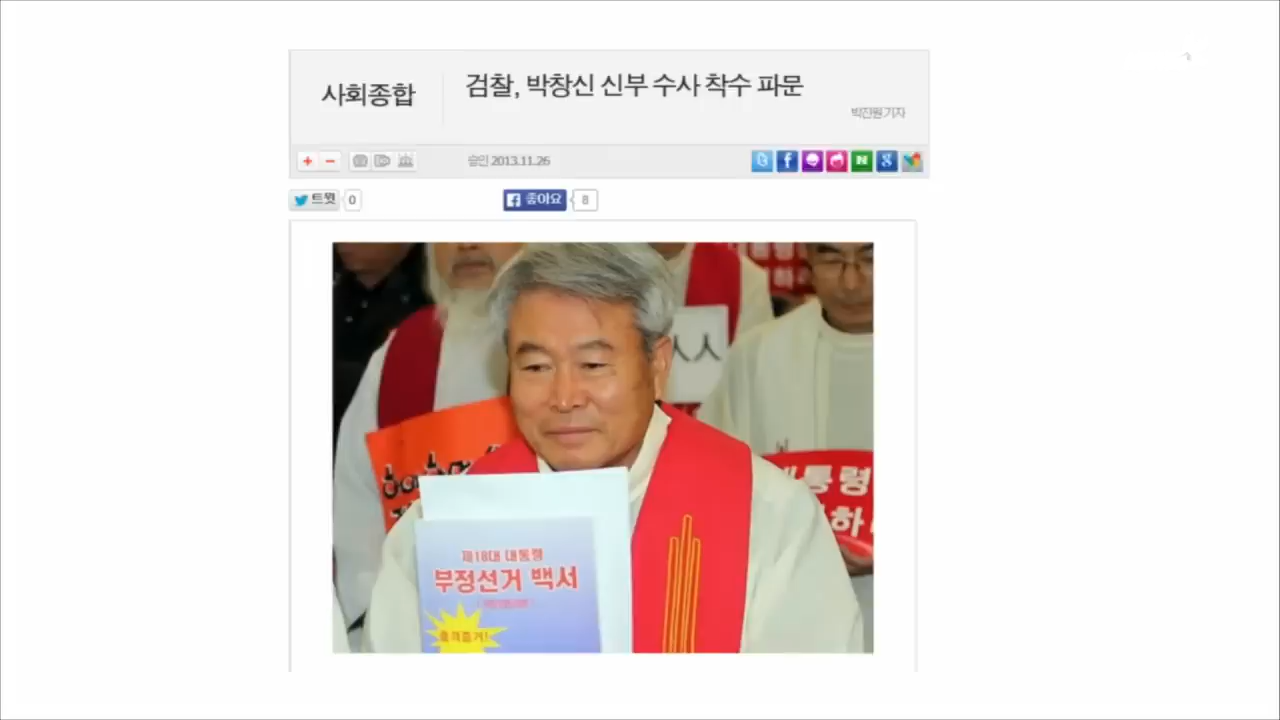 사회종합
검찰, 박창신 신부 수사 착수 파문
박진원 기자
승인 2013.11.26
트윗 0
좋아요 8
제18대 대통령
부정선거 백서